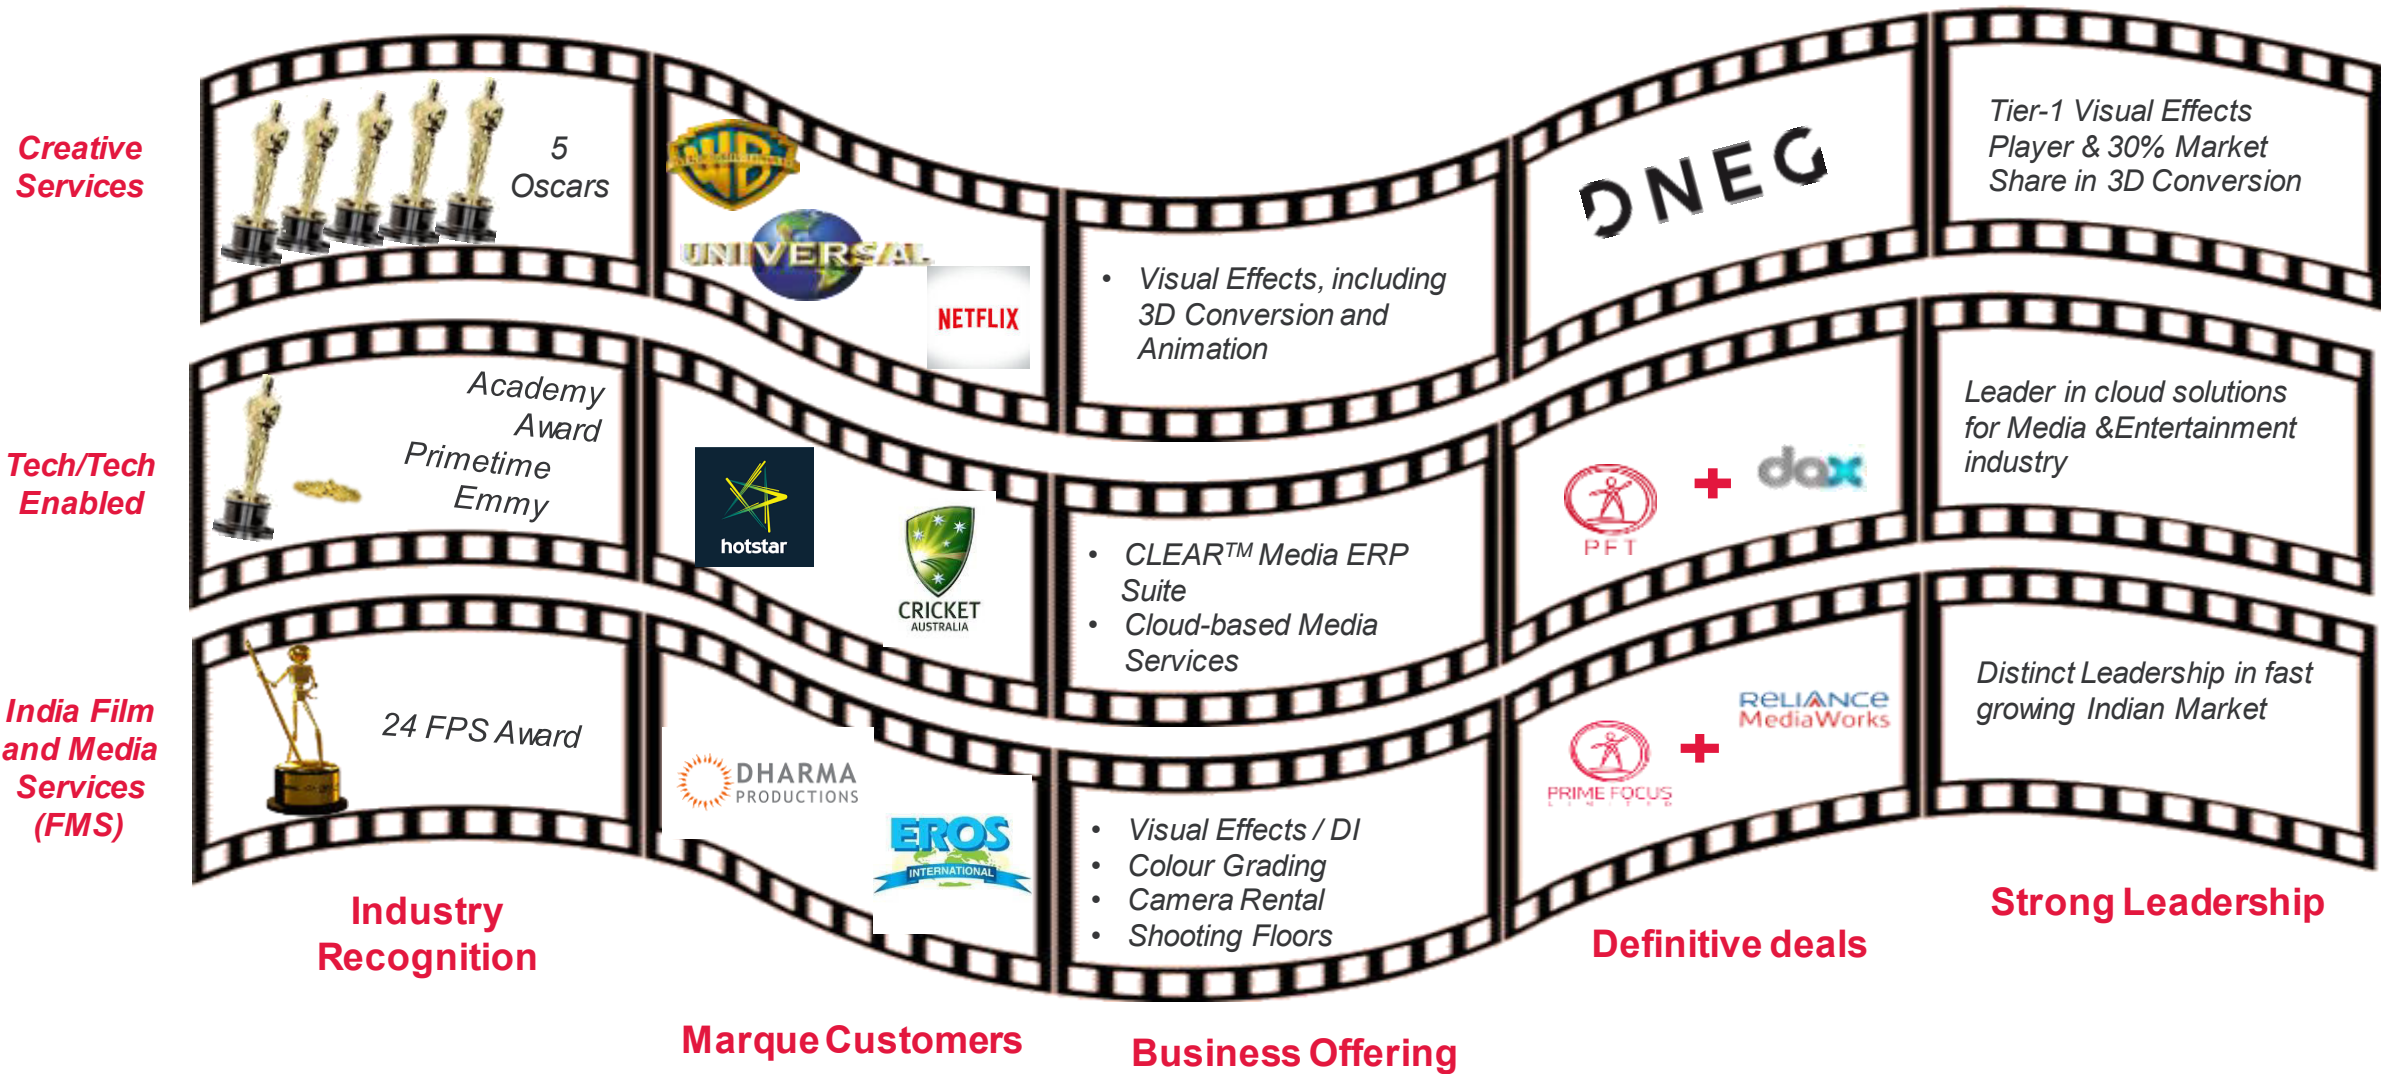 Creative
Services
5
Oscars
WB
UNIVERSAL
NETFLIX
• Visual Effects, including
3D Conversion and
Animation
DNEG
Tier-1 Visual Effects
Player & 30% Market
Share in 3D Conversion
Tech/Tech
Enabled
Academy
Award
Primetime
Emmy
hotstar
CRICKET
AUSTRALIA
• CLEAR™ Media ERP
Suite
• Cloud-based Media
Services
PFT
+
dax
Leader in cloud solutions
for Media &Entertainment
industry
India Film
and Media
Services
(FMS)
24 FPS Award
DHARMA
PRODUCTIONS
EROS
INTERNATIONAL
• Visual Effects / DI
• Colour Grading
• Camera Rental
• Shooting Floors
PRIME FOCUS
LIMITED
+
RELIANCE
MediaWorks
Distinct Leadership in fast
growing Indian Market
Industry
Recognition
Marque Customers
Business Offering
Definitive deals
Strong Leadership